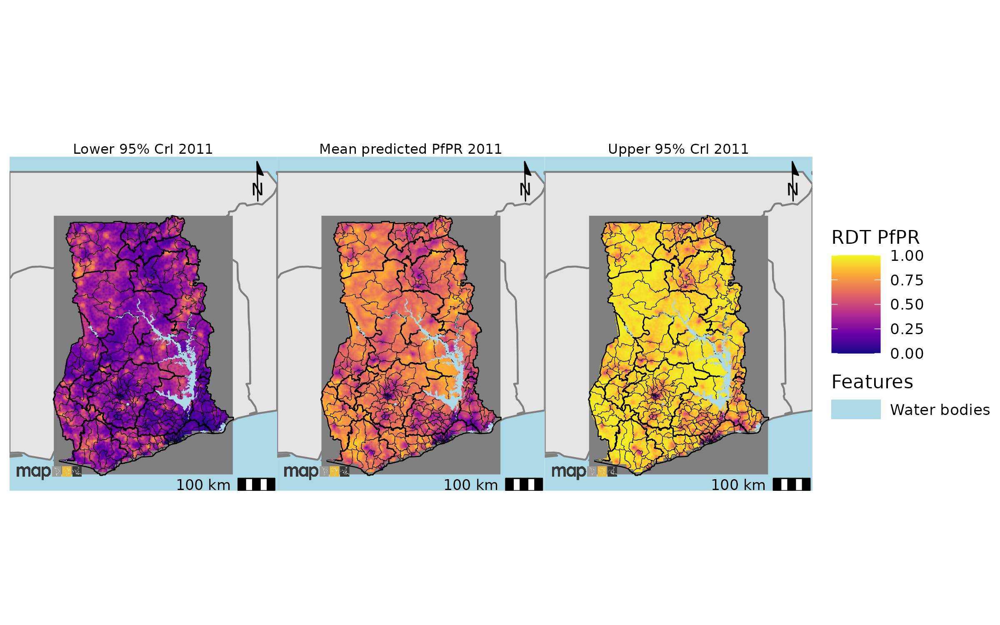 Lower 95% CrI 2011
Mean predicted PfPR 2011
Upper 95% CrI 2011
N
N
N
map
100 km
map
100 km
map
100 km
RDT PfPR
1.00
0.75
0.50
0.25
0.00
Features
Water bodies